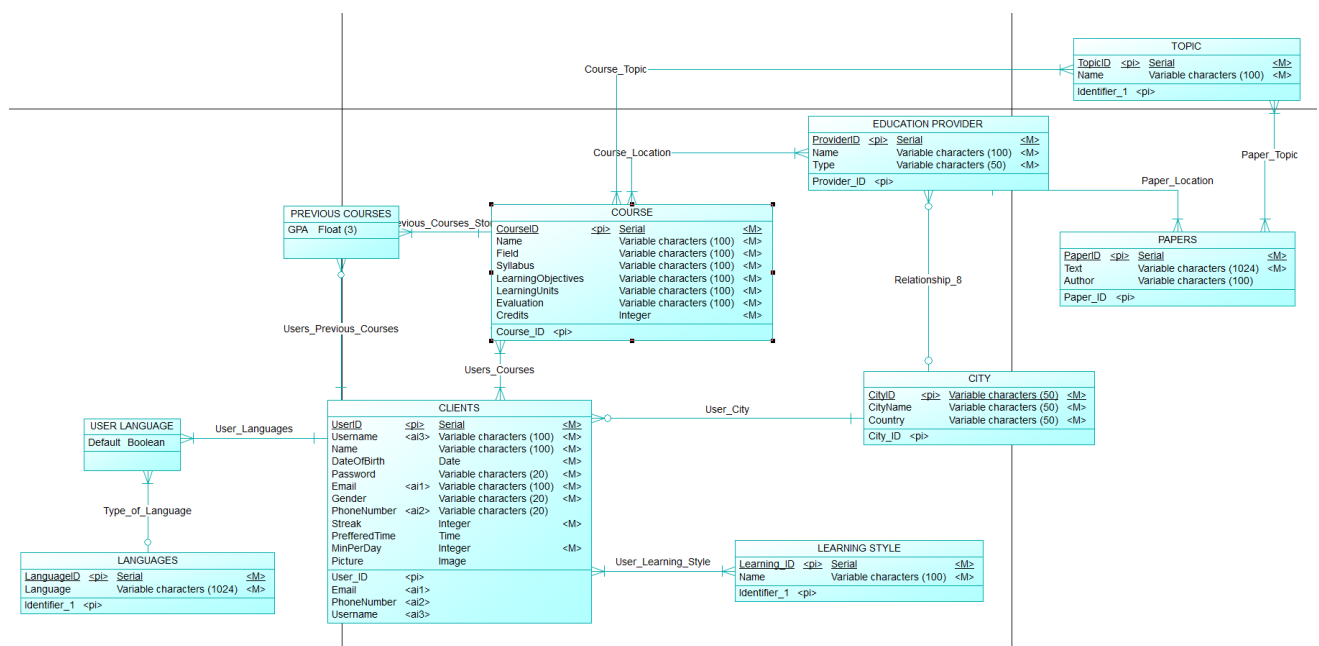 TOPIC
TopicID <pi> Serial <M>
Name Variable characters (100) <M>
Identifier_1 <pi>
Course_Topic
EDUCATION PROVIDER
ProviderID <pi> Serial <M>
Name Variable characters (100) <M>
Type Variable characters (50) <M>
Provider_ID <pi>
Course_Location
Paper_Topic
Paper_Location
PREVIOUS COURSES
GPA Float (3)
evious_Courses_Sto
COURSE
CourseID <pi> Serial <M>
Name Variable characters (100) <M>
Field Variable characters (100) <M>
Syllabus Variable characters (100) <M>
LearningObjectives Variable characters (100) <M>
LearningUnits Variable characters (100) <M>
Evaluation Variable characters (100) <M>
Credits Integer <M>
Course_ID <pi>
PAPERS
PaperID <pi> Serial <M>
Text Variable characters (1024) <M>
Author Variable characters (100)
Paper_ID <pi>
Relationship_8
Users_Previous_Courses
Users_Courses
CITY
CityID <pi> Variable characters (50) <M>
CityName Variable characters (50) <M>
Country Variable characters (50) <M>
City_ID <pi>
User_City
CLIENTS
UserID <pi> Serial <M>
Username <ai3> Variable characters (100) <M>
Name Variable characters (100) <M>
DateOfBirth Date <M>
Password Variable characters (20) <M>
Email <ai1> Variable characters (100) <M>
Gender Variable characters (20) <M>
PhoneNumber <ai2> Variable characters (20)
Streak Integer <M>
PrefferedTime Time
MinPerDay Integer <M>
Picture Image
User_ID <pi>
Email <ai1>
PhoneNumber <ai2>
Username <ai3>
USER LANGUAGE
Default Boolean
User_Languages
Type_of_Language
LANGUAGES
LanguageID <pi> Serial <M>
Language Variable characters (1024) <M>
Identifier_1 <pi>
User_Learning_Style
LEARNING STYLE
Learning_ID <pi> Serial <M>
Name Variable characters (100) <M>
Identifier_1 <pi>